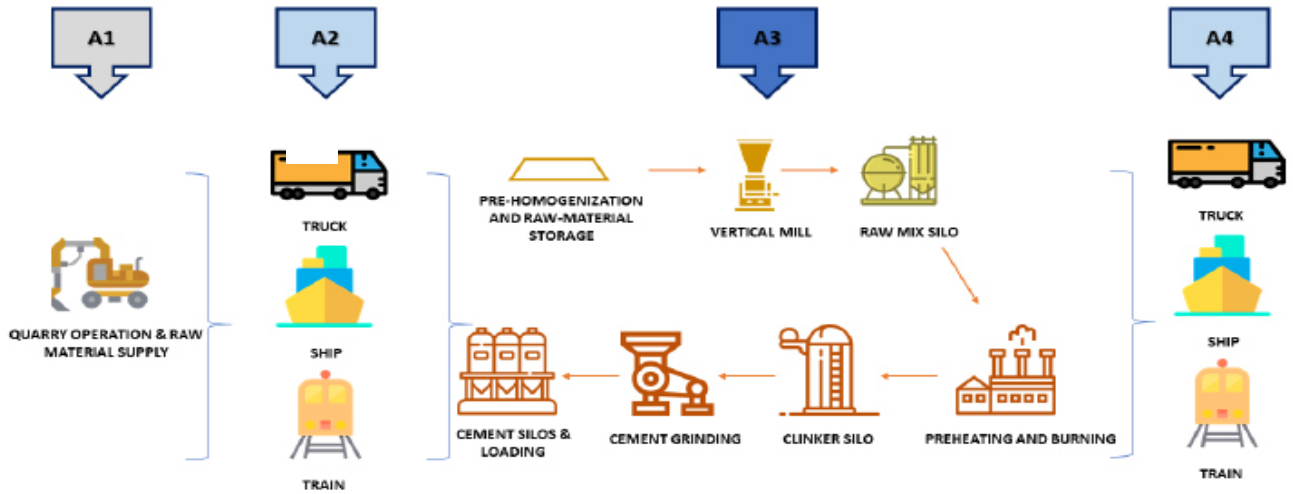 A1
A2
A3
A4
QUARRY OPERATION & RAW
MATERIAL SUPPLY
TRUCK
SHIP
TRAIN
PRE-HOMOGENIZATION
AND RAW-MATERIAL
STORAGE
VERTICAL MILL
RAW MIX SILO
PREHEATING AND BURNING
CLINKER SILO
CEMENT GRINDING
CEMENT SILOS &
LOADING
TRUCK
SHIP
TRAIN